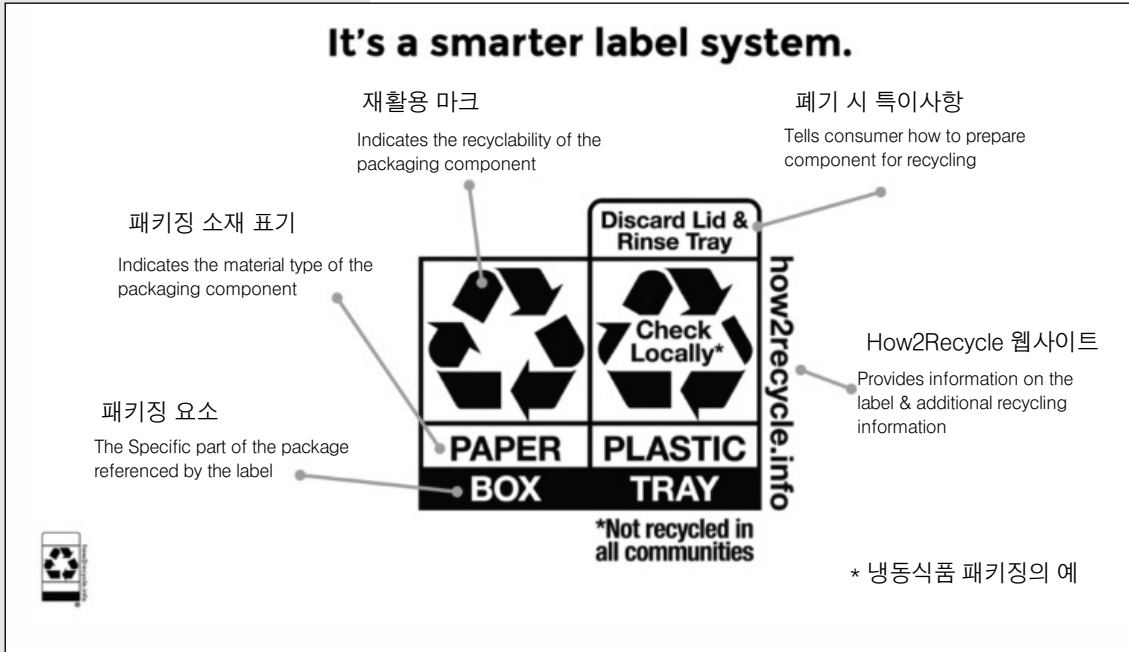 It's a smarter label system.
재활용 마크
Indicates the recyclability of the
packaging component
폐기 시 특이사항
Tells consumer how to prepare
component for recycling
패키징 소재 표기
Indicates the material type of the
packaging component
패키징 요소
The Specific part of the package
referenced by the label
Discard Lid &
Rinse Tray
Check
Locally*
PAPER
PLASTIC
BOX
TRAY
*Not recycled in
all communities
how2recycle.info
How2Recycle 웹사이트
Provides information on the
label & additional recycling
information
* 냉동식품 패키징의 예
how2recycle.info